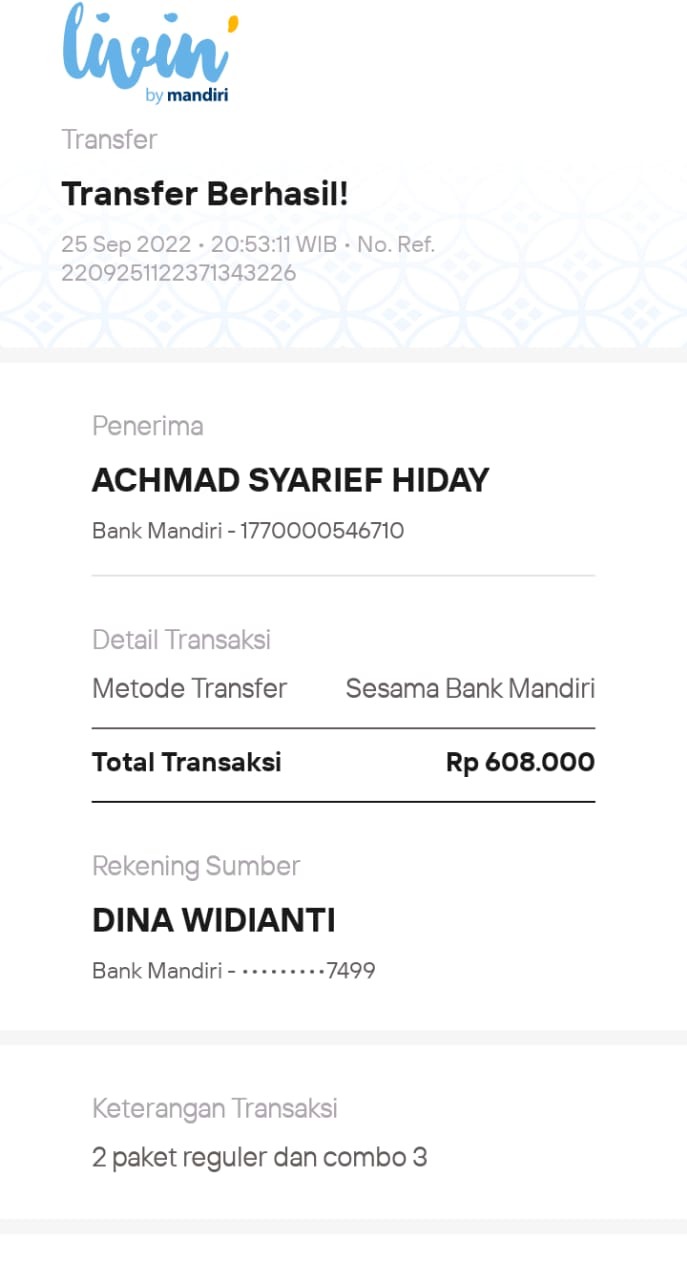 livin'
by mandiri
Transfer
Transfer Berhasil!
25 Sep 2022 • 20:53:11 WIB • No. Ref.
2209251122371343226
Penerima
ACHMAD SYARIEF HIDAY
Bank Mandiri - 1770000546710
Detail Transaksi
Metode Transfer Sesama Bank Mandiri
Total Transaksi Rp 608.000
Rekening Sumber
DINA WIDIANTI
Bank Mandiri - •••••••••7499
Keterangan Transaksi
2 paket reguler dan combo 3